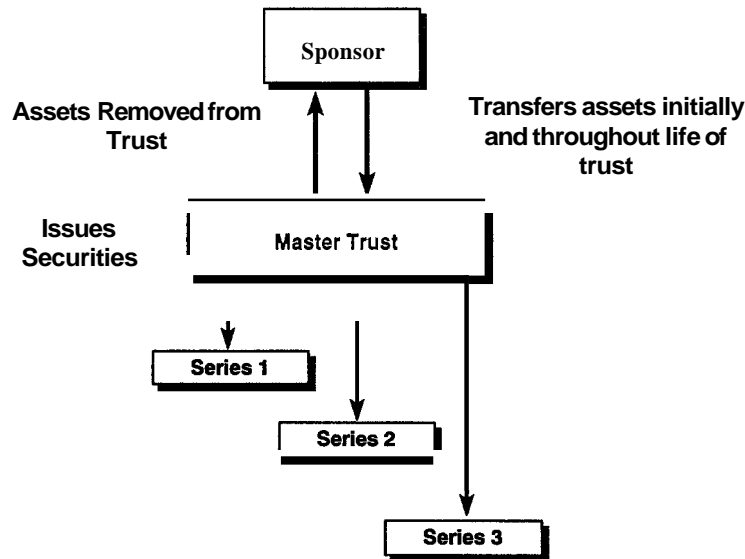 Sponsor
Assets Removed from
Trust
Transfers assets initially
and throughout life of
trust
Issues
Securities
Master Trust
Series 1
Series 2
Series 3